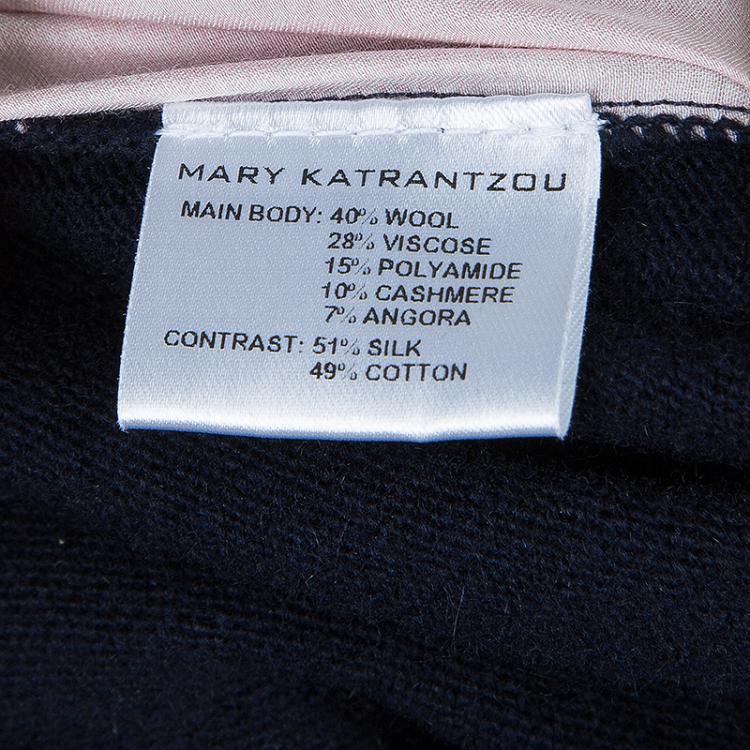 MARY KATRANTZOU
MAIN BODY: 40% WOOL
28% VISCOSE
15% POLYAMIDE
10% CASHMERE
7% ANGORA
CONTRAST: 51% SILK
49% COTTON